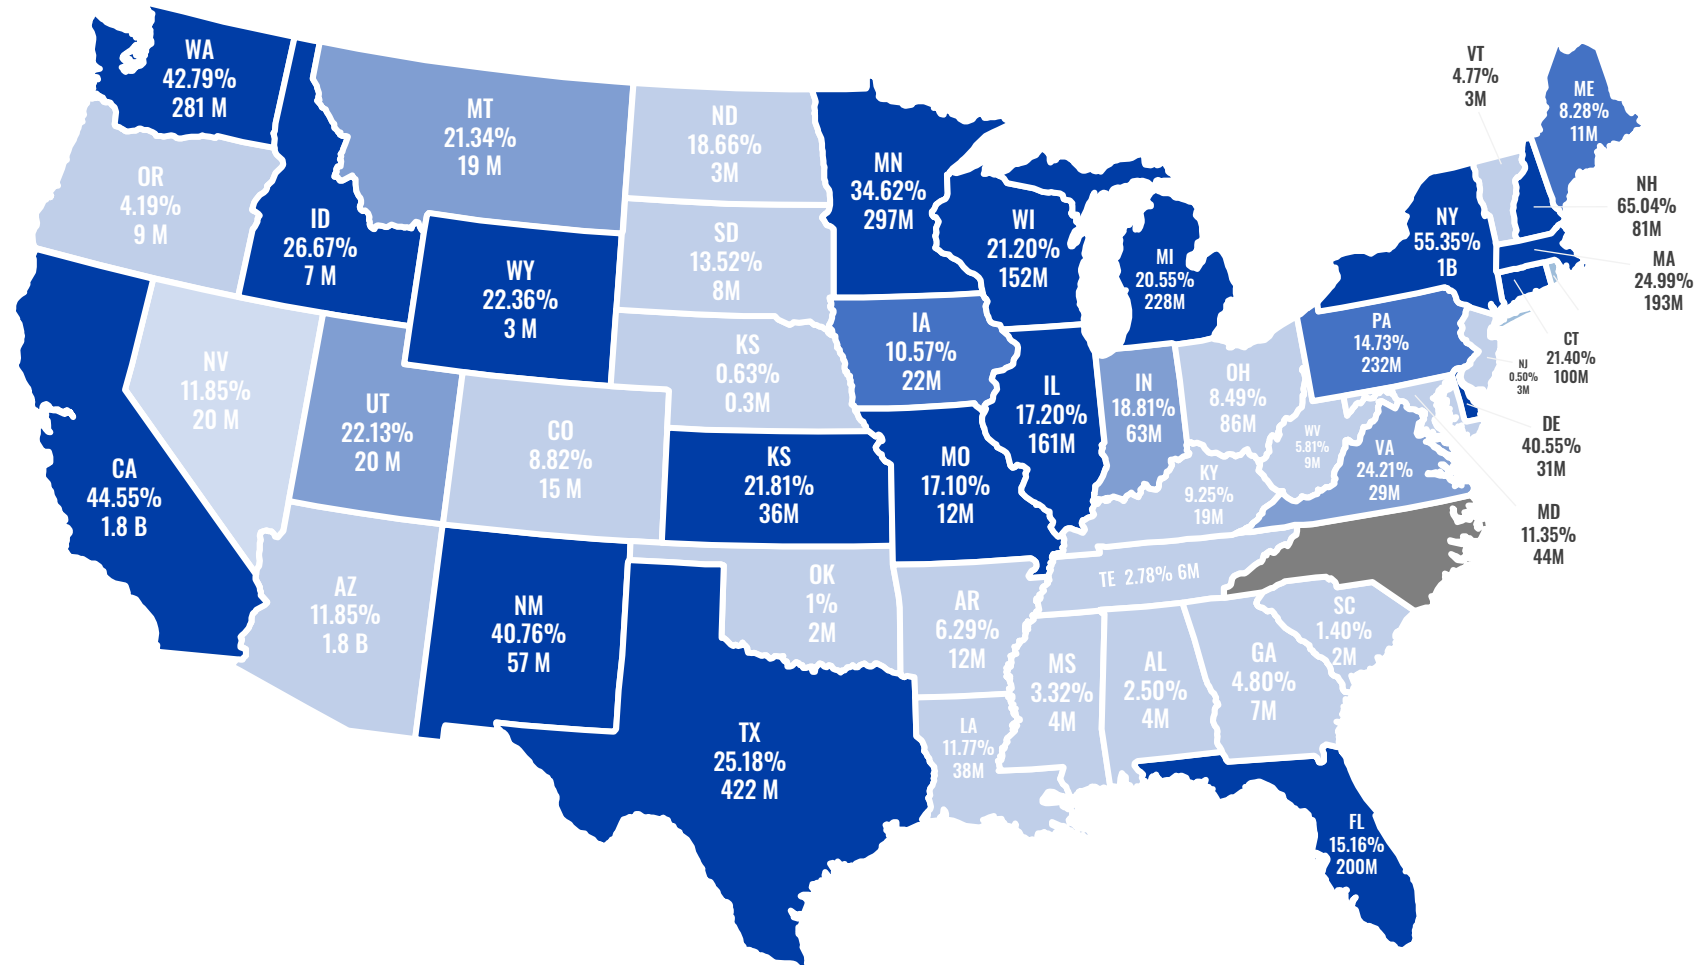 WA
42.79%
281 M
OR
4.19%
9 M
CA
44.55%
1.8 B
ID
26.67%
7 M
NV
11.85%
20 M
MT
21.34%
19 M
WY
22.36%
3 M
UT
22.13%
20 M
AZ
11.85%
1.8 B
CO
8.82%
15 M
NM
40.76%
57 M
ND
18.66%
3M
SD
13.52%
8M
KS
0.63%
0.3M
KS
21.81%
36M
OK
1%
2M
TX
25.18%
422 M
MN
34.62%
297M
IA
10.57%
22M
MO
17.10%
12M
AR
6.29%
12M
LA
11.77%
38M
WI
21.20%
152M
IL
17.20%
161M
MI
20.55%
228M
IN
18.81%
63M
OH
8.49%
86M
KY
9.25%
19M
TE 2.78% 6M
MS
3.32%
4M
AL
2.50%
4M
GA
4.80%
7M
SC
1.40%
2M
FL
15.16%
200M
WV
5.81%
9M
VA
24.21%
29M
PA
14.73%
232M
NY
55.35%
1B
VT
4.77%
3M
ME
8.28%
11M
NH
65.04%
81M
MA
24.99%
193M
CT
21.40%
100M
NJ
0.50%
3M
DE
40.55%
31M
MD
11.35%
44M